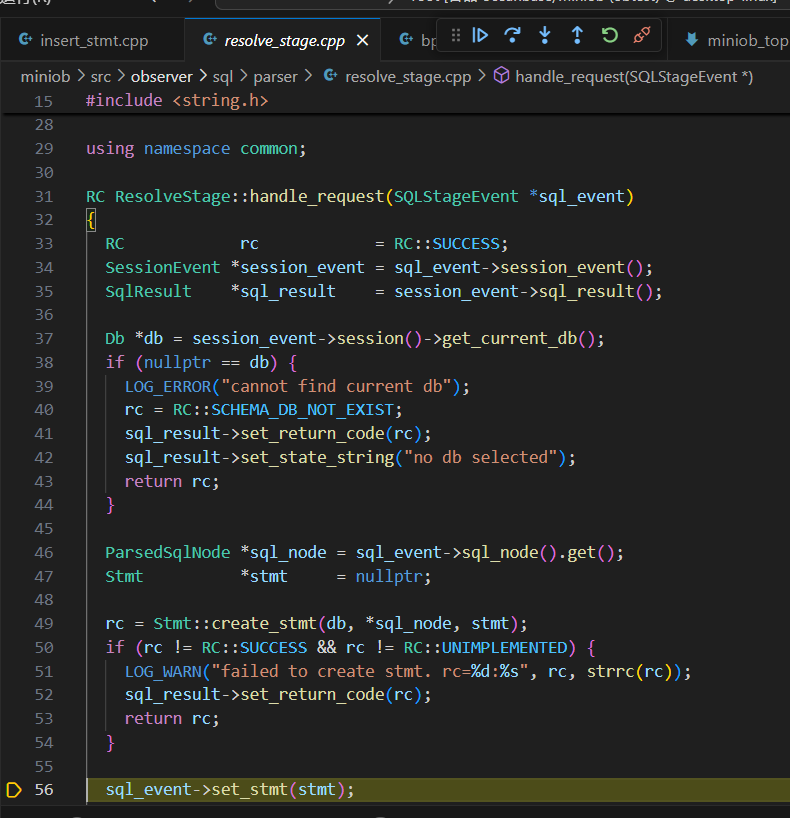 insert_stmt.cpp
resolve_stage.cpp
miniob_top
miniob > src > observer > sql > parser > resolve_stage.cpp > handle_request(SQLStageEvent *)
15 #include <string.h>
28
29 using namespace common;
30
31 RC ResolveStage::handle_request(SQLStageEvent *sql_event)
32 {
33   RC            rc            = RC::SUCCESS;
34   SessionEvent *session_event = sql_event->session_event();
35   SqlResult    *sql_result    = session_event->sql_result();
36
37   Db *db = session_event->session()->get_current_db();
38   if (nullptr == db) {
39     LOG_ERROR("cannot find current db");
40     rc = RC::SCHEMA_DB_NOT_EXIST;
41     sql_result->set_return_code(rc);
42     sql_result->set_state_string("no db selected");
43     return rc;
44   }
45
46   ParsedSqlNode *sql_node = sql_event->sql_node().get();
47   Stmt          *stmt     = nullptr;
48
49   rc = Stmt::create_stmt(db, *sql_node, stmt);
50   if (rc != RC::SUCCESS && rc != RC::UNIMPLEMENTED) {
51     LOG_WARN("failed to create stmt. rc=%d:%s", rc, strrc(rc));
52     sql_result->set_return_code(rc);
53     return rc;
54   }
55
56   sql_event->set_stmt(stmt);